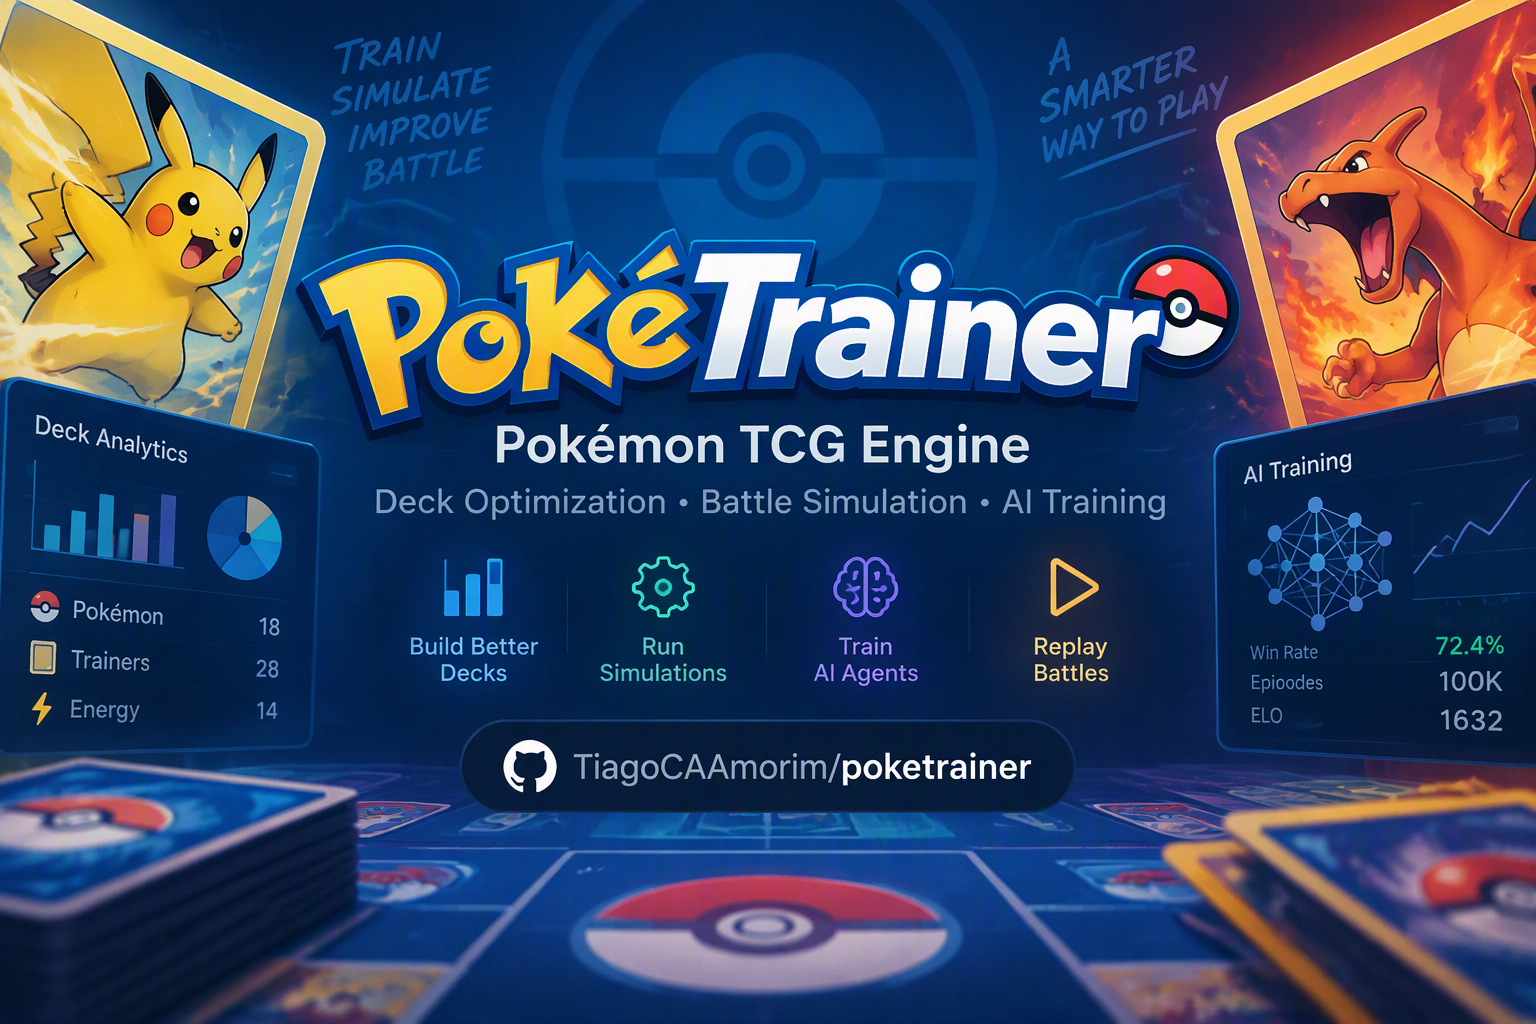 TRAIN
SIMULATE
IMPROVE
BATTLE
A
SMARTER
WAY TO PLAY
PokéTrainer
Pokémon TCG Engine
Deck Optimization • Battle Simulation • AI Training
Build Better
Decks
Run
Simulations
Train
AI Agents
Replay
Battles
TiagoCAAmorim/poketrainer
Deck Analytics
Pokémon 18
Trainers 28
Energy 14
AI Training
Win Rate 72.4%
Epioodes 100K
ELO 1632